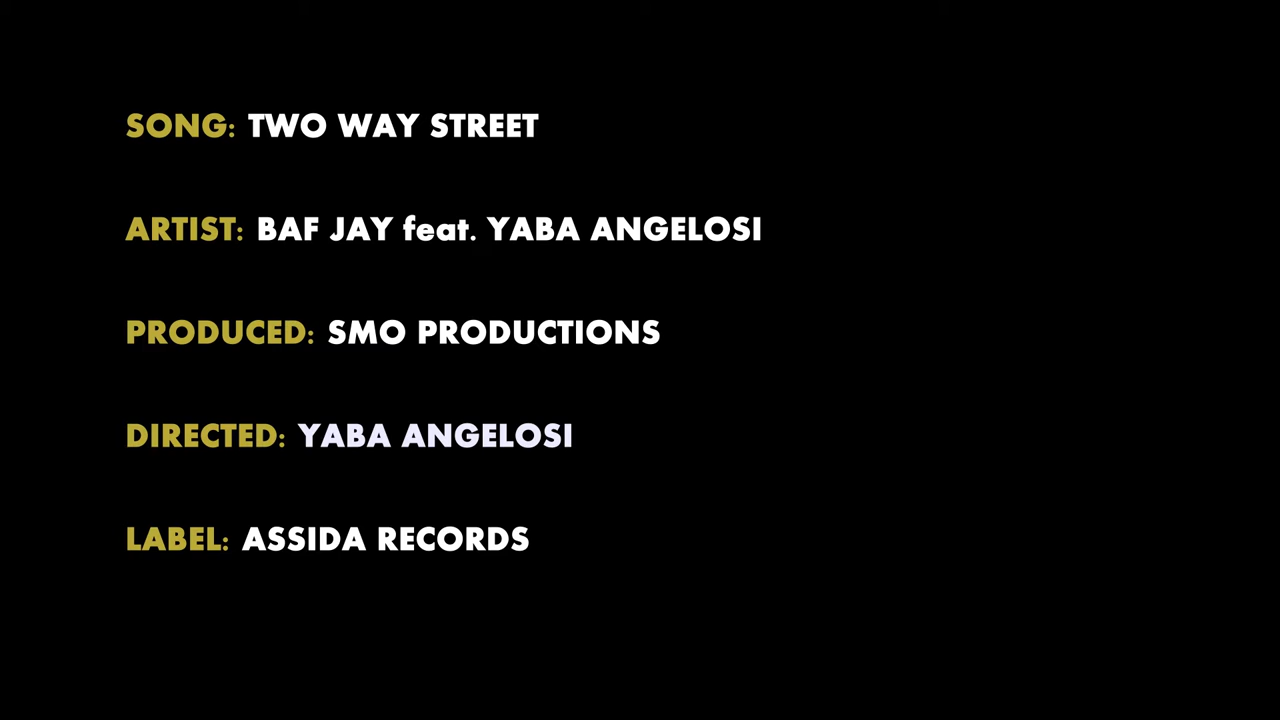 SONG: TWO WAY STREET
ARTIST: BAF JAY feat. YABA ANGELOSI
PRODUCED: SMO PRODUCTIONS
DIRECTED: YABA ANGELOSI
LABEL: ASSIDA RECORDS